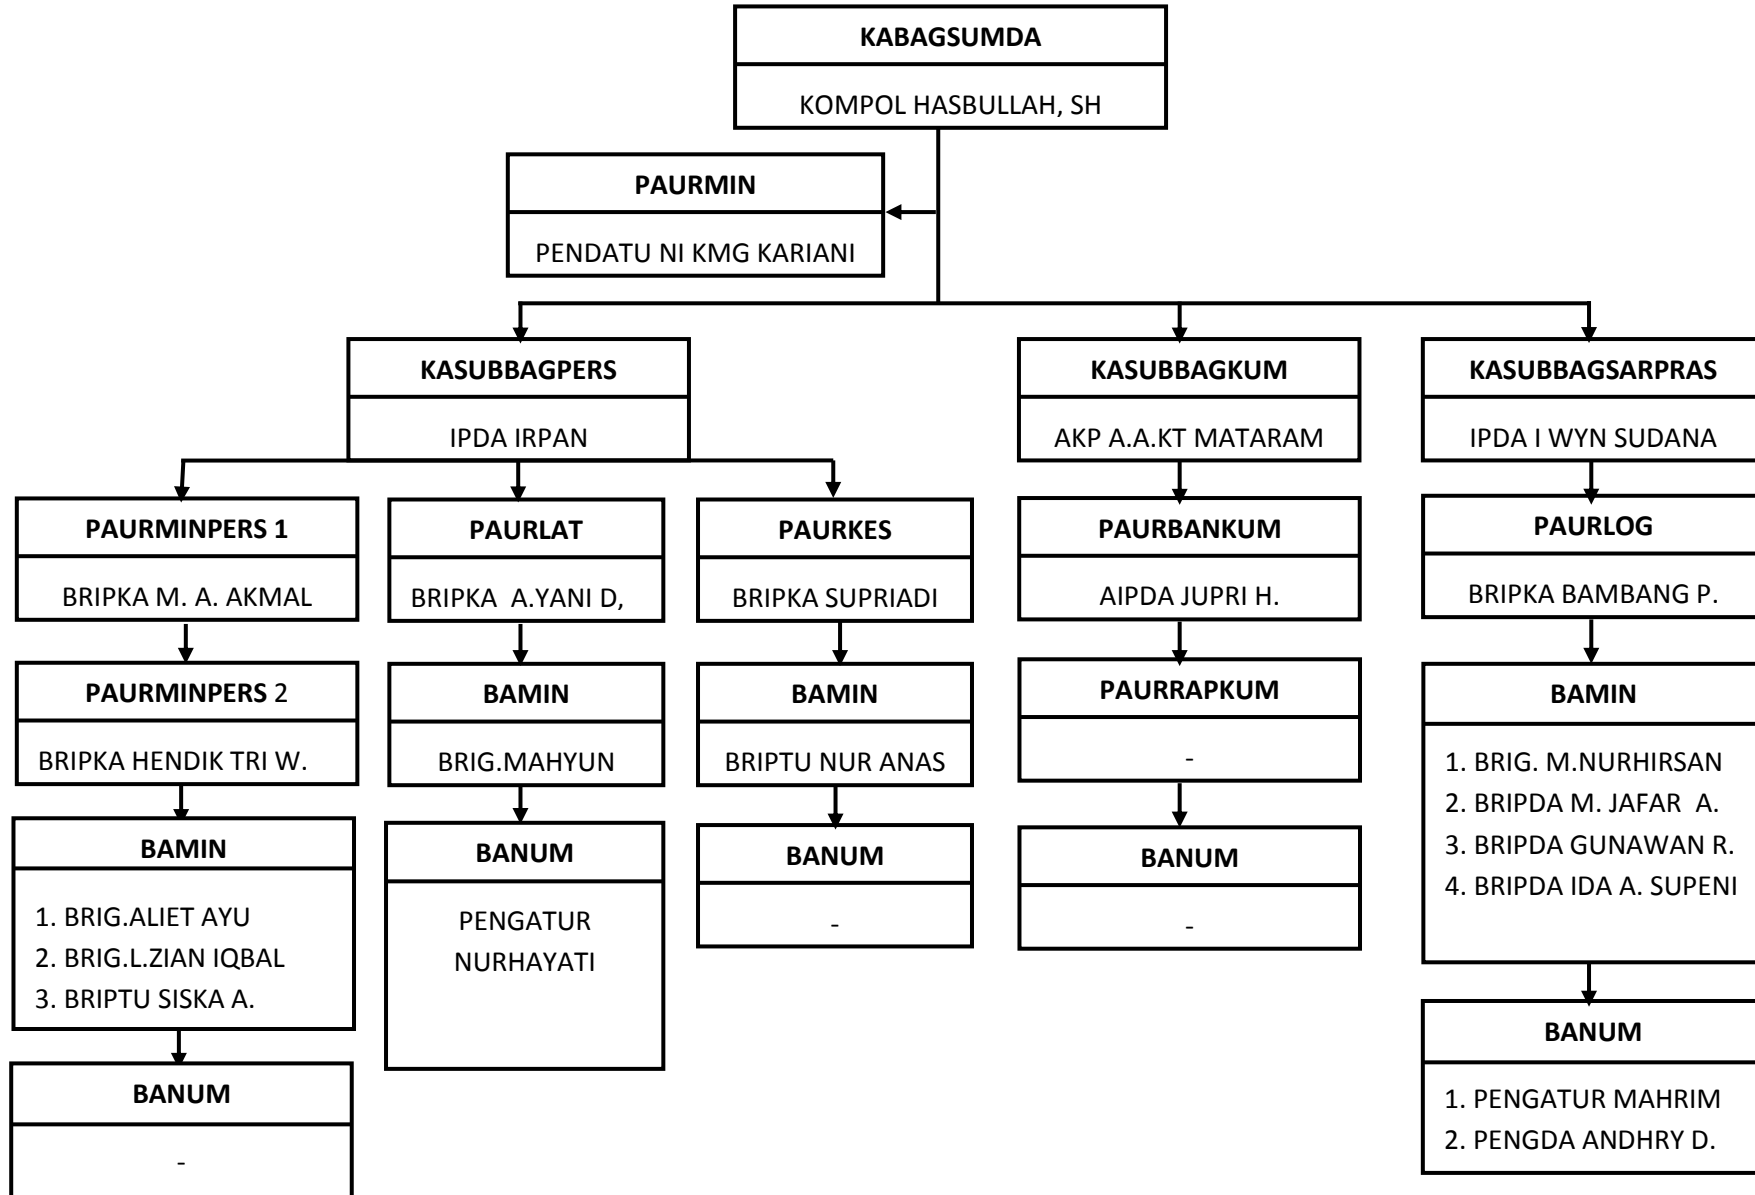 KABAGSUMDA
KOMPOL HASBULLAH, SH
PAURMIN
PENDATU NI KMG KARIANI
KASUBBAGPERS
IPDA IRPAN
KASUBBAGKUM
AKP A.A.KT MATARAM
KASUBBAGSARPRAS
IPDA I WYN SUDANA
PAURMINPERS 1
BRIPKA M. A. AKMAL
PAURLAT
BRIPKA  A.YANI D,
PAURKES
BRIPKA SUPRIADI
PAURBANKUM
AIPDA JUPRI H.
PAURLOG
BRIPKA BAMBANG P.
PAURMINPERS 2
BRIPKA HENDIK TRI W.
BAMIN
BRIG.MAHYUN
BAMIN
BRIPTU NUR ANAS
PAURRAPKUM
-
BAMIN
1. BRIG. M.NURHIRSAN
2. BRIPDA M. JAFAR  A.
3. BRIPDA GUNAWAN R.
4. BRIPDA IDA A. SUPENI
BAMIN
1. BRIG.ALIET AYU
2. BRIG.L.ZIAN IQBAL
3. BRIPTU SISKA A.
BANUM
PENGATUR
NURHAYATI
BANUM
-
BANUM
-
BANUM
1. PENGATUR MAHRIM
2. PENGDA ANDHRY D.
BANUM
-